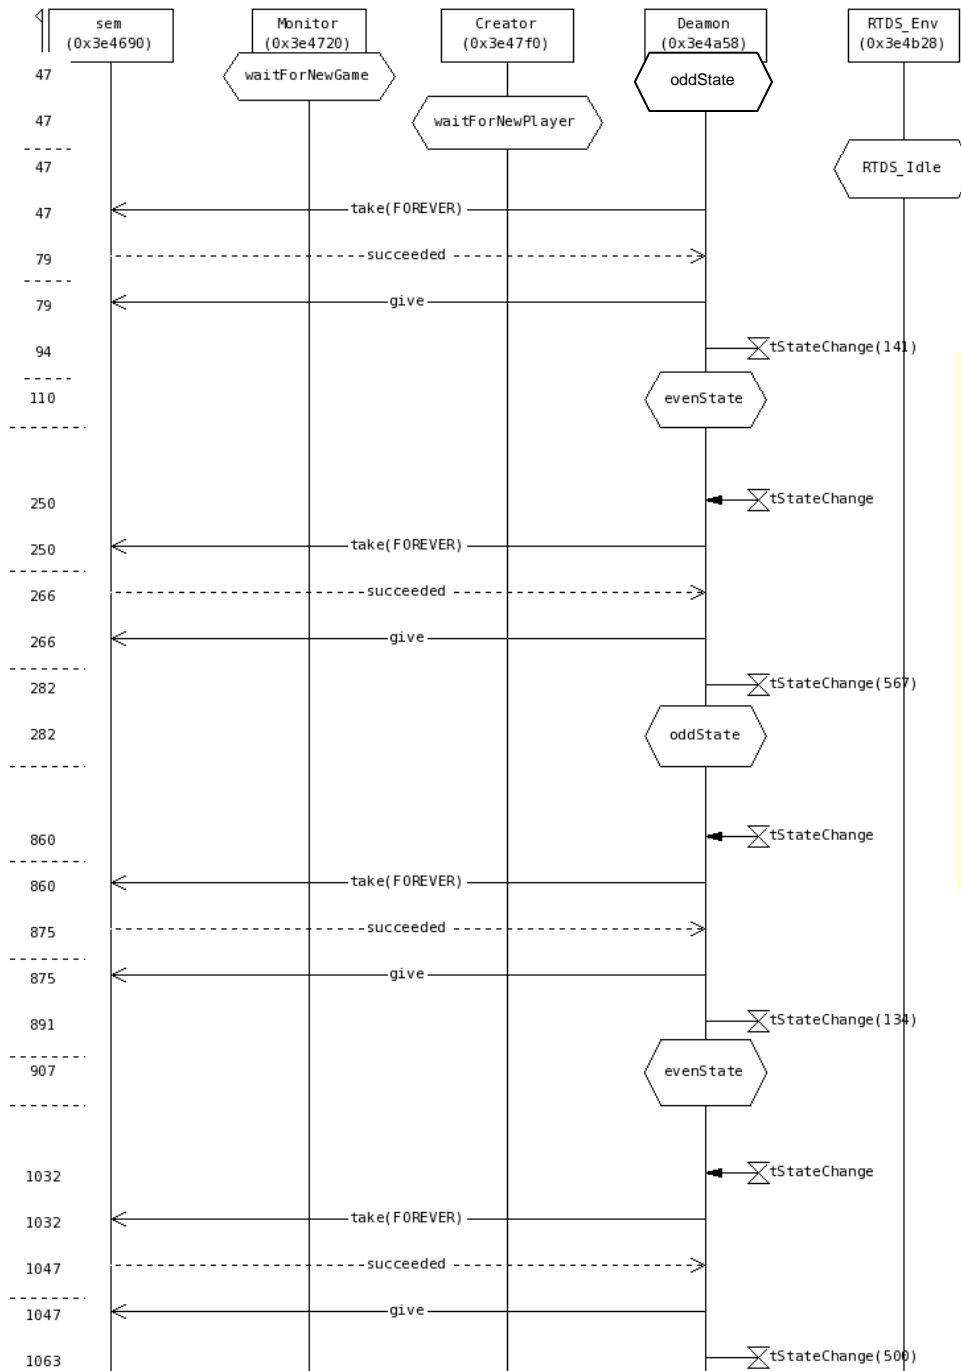 sem
(0x3e4690)
Monitor
(0x3e4720)
Creator
(0x3e47f0)
Deamon
(0x3e4a58)
RTDS_Env
(0x3e4b28)
47 waitForNewGame oddState
47 waitForNewPlayer
47 RTDS_Idle
47 take(FOREVER)
79 succeeded
79 give
94 tStateChange(141)
110 evenState
250 tStateChange
250 take(FOREVER)
266 succeeded
266 give
282 tStateChange(567)
282 oddState
860 tStateChange
860 take(FOREVER)
875 succeeded
875 give
891 tStateChange(134)
907 evenState
1032 tStateChange
1032 take(FOREVER)
1047 succeeded
1047 give
1063 tStateChange(500)